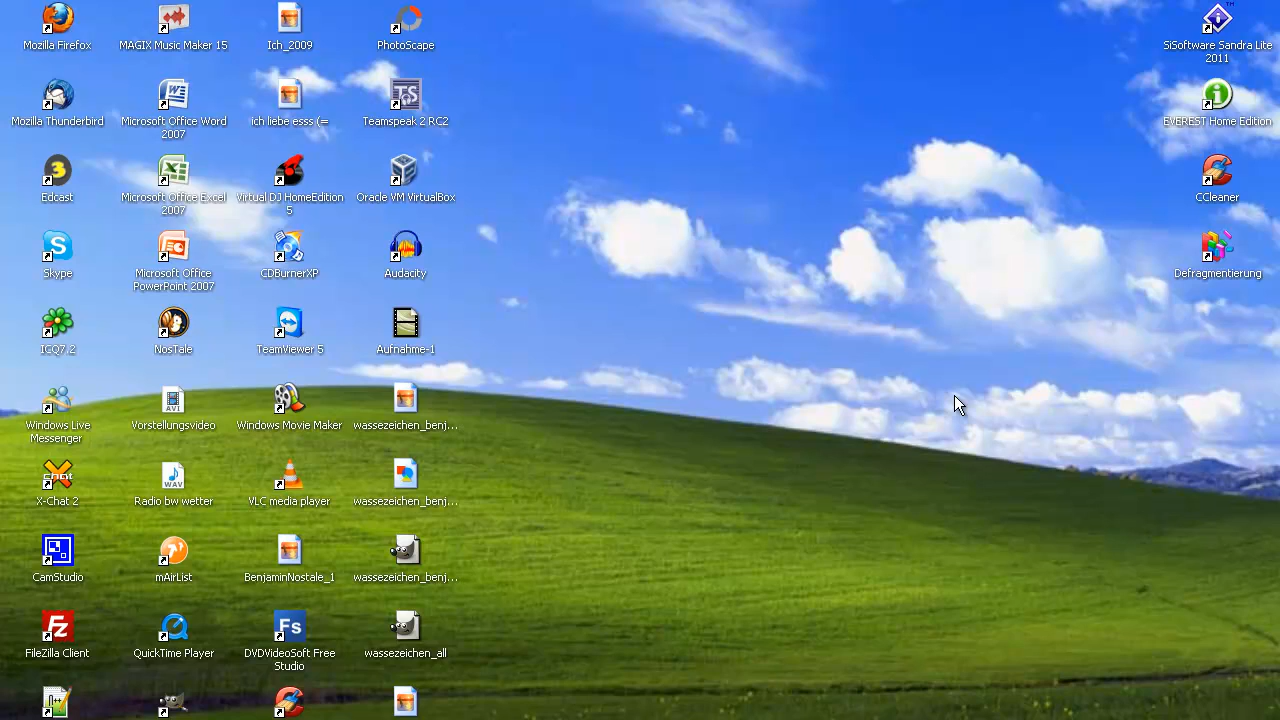 Mozilla Firefox
MAGIX Music Maker 15
Ich_2009
PhotoScape
SiSoftware Sandra Lite
2011
Mozilla Thunderbird
Microsoft Office Word
2007
ich liebe esss (=
Teamspeak 2 RC2
EVEREST Home Edition
Edcast
Microsoft Office Excel
2007
Virtual DJ HomeEdition
5
Oracle VM VirtualBox
CCleaner
Skype
Microsoft Office
PowerPoint 2007
CDBurnerXP
Audacity
Defragmentierung
ICQ7.2
NosTale
TeamViewer 5
Aufnahme-1
Windows Live
Messenger
Vorstellungsvideo
Windows Movie Maker
wassezeichen_benj...
X-Chat 2
Radio bw wetter
VLC media player
wassezeichen_benj...
CamStudio
mAirList
BenjaminNostale_1
wassezeichen_benj...
FileZilla Client
QuickTime Player
DVDVideoSoft Free
Studio
wassezeichen_all